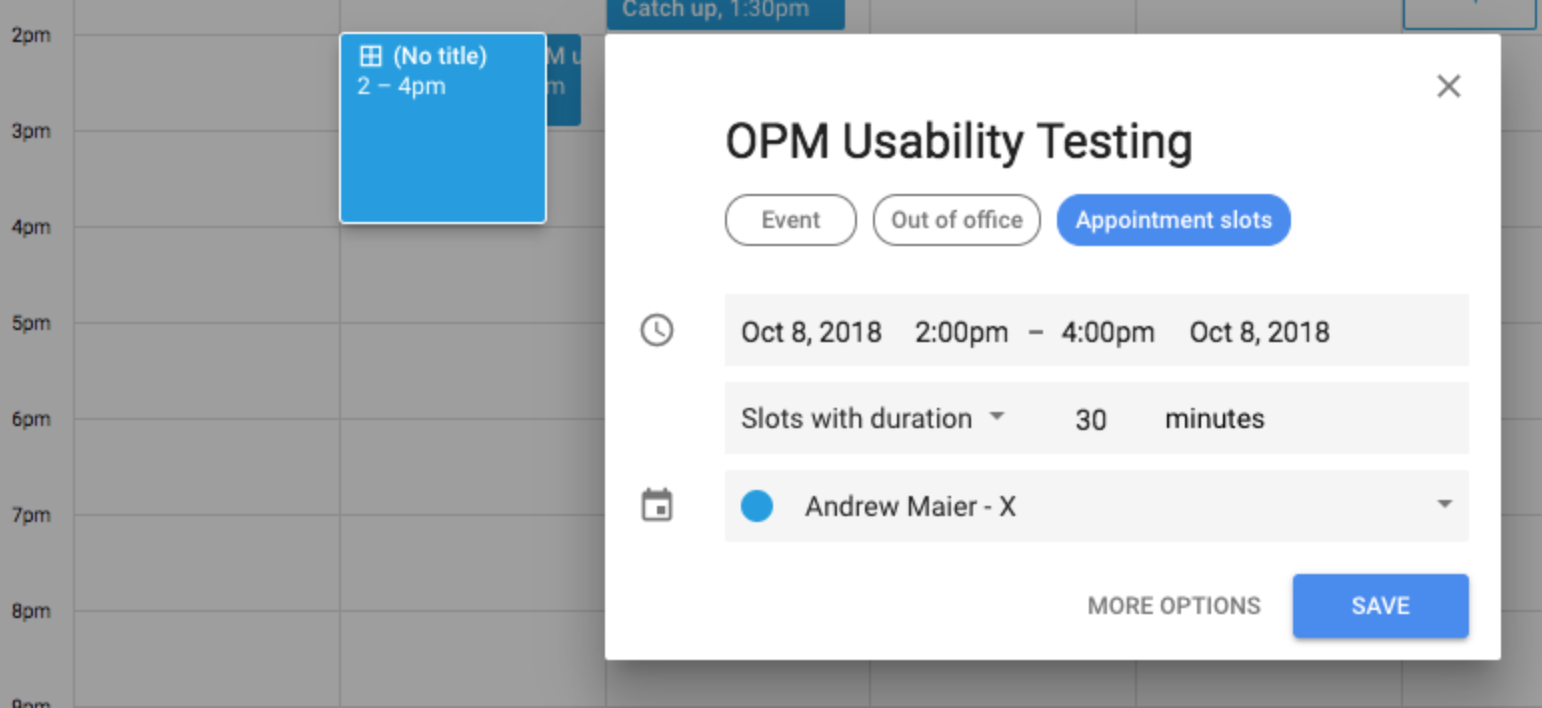 Catch up, 1:30pm
2pm
(No title)
2 – 4pm
M u
m
OPM Usability Testing
Event
Out of office
Appointment slots
3pm
4pm
Oct 8, 2018 2:00pm – 4:00pm Oct 8, 2018
5pm
Slots with duration 30 minutes
6pm
Andrew Maier - X
7pm
MORE OPTIONS
SAVE
8pm
9pm